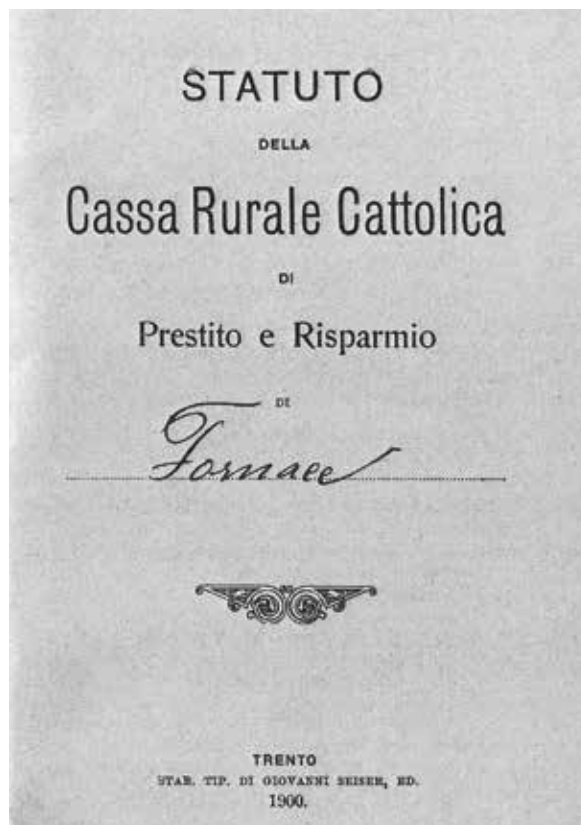 STATUTO
DELLA
Cassa Rurale Cattolica
DI
Prestito e Risparmio
DI
Fornace
TRENTO
STAB. TIP. DI GIOVANNI SEISER, ED.
1900.